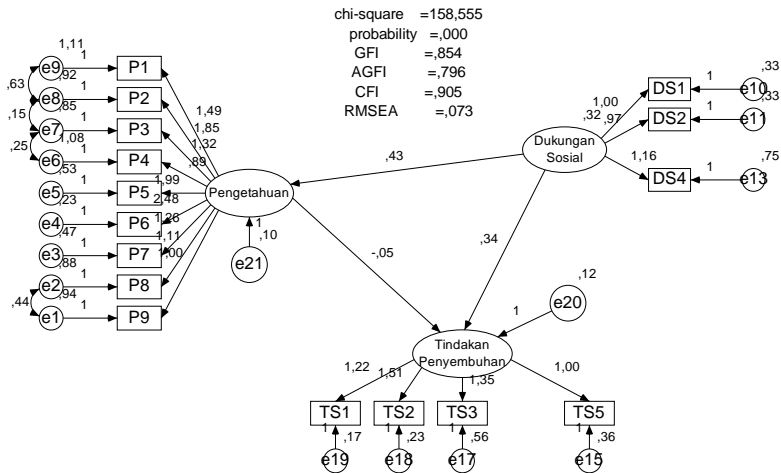 chi-square =158,555
probability =,000
GFI =,854
AGFI =,796
CFI =,905
RMSEA =,073
1,11
e9 1 P1
,63 ,92
e8 1 P2
,15 ,85
e7 1 P3
,25 1,08
e6 1 P4
,53
e5 1 P5
,23
e4 1 P6
,47
e3 1 P7
,88
e2 1 P8
,44 ,94
e1 1 P9
1,49
1,85
1,32
,89
1,99
2,48
1,26
1,11
1,00
Pengetahuan
1
,10
e21
,43
Dukungan
Sosial
,32
1,00
,97
1,16
DS1 1 e10 ,33
DS2 1 e11 ,33
DS4 1 e13 ,75
,34
-,05
,12
e20
1
Tindakan
Penyembuhan
1,22
1,51
1,35
1,00
TS1 TS2 TS3 TS5
1 ,17 1 ,23 1 ,56 1 ,36
e19 e18 e17 e15